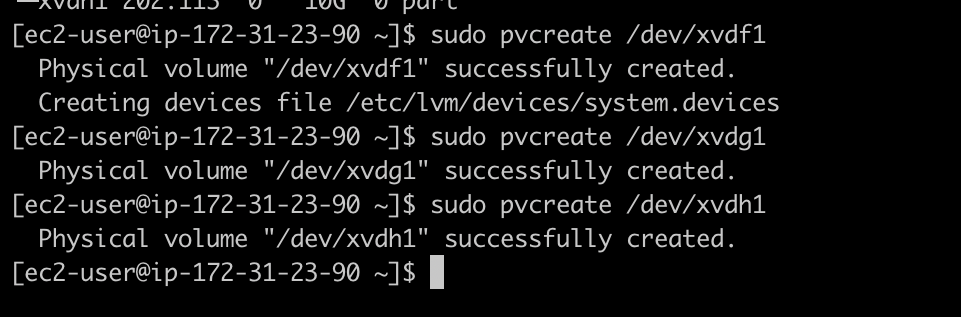 └─xvdh1 202:113  0   10G  0 part
[ec2-user@ip-172-31-23-90 ~]$ sudo pvcreate /dev/xvdf1
  Physical volume "/dev/xvdf1" successfully created.
  Creating devices file /etc/lvm/devices/system.devices
[ec2-user@ip-172-31-23-90 ~]$ sudo pvcreate /dev/xvdg1
  Physical volume "/dev/xvdg1" successfully created.
[ec2-user@ip-172-31-23-90 ~]$ sudo pvcreate /dev/xvdh1
  Physical volume "/dev/xvdh1" successfully created.
[ec2-user@ip-172-31-23-90 ~]$